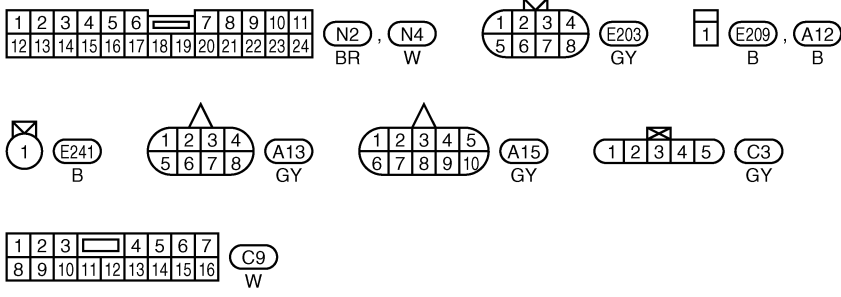 1 2 3 4 5 6 7 8 9 10 11
12 13 14 15 16 17 18 19 20 21 22 23 24
N2 , N4
BR W
1 2 3 4
5 6 7 8
E203
GY
1
E209 , A12
B B
1
E241
B
1 2 3 4
5 6 7 8
A13
GY
1 2 3 4 5
6 7 8 9 10
A15
GY
1 2 3 4 5
C3
GY
1 2 3 4 5 6 7
8 9 10 11 12 13 14 15 16
C9
W